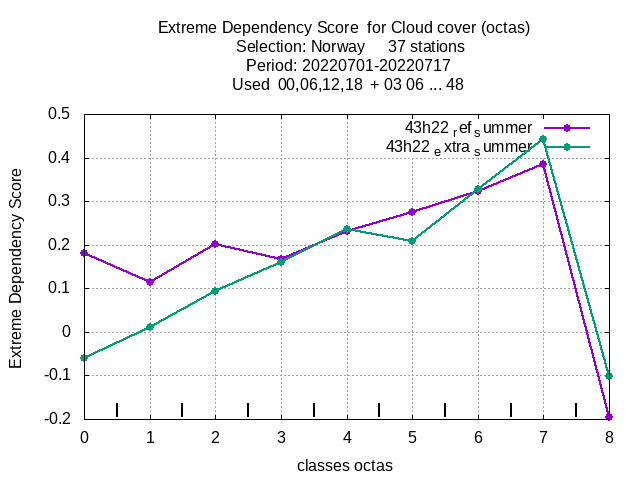 Extreme Dependency Score  for Cloud cover (octas)
Selection: Norway     37 stations
Period: 20220701-20220717
Used  00,06,12,18  + 03 06 ... 48
0.5
43h22 ref summer
43h22 extra summer
0.4
0.3
0.2
0.1
0
-0.1
-0.2
Extreme Dependency Score
0 1 2 3 4 5 6 7 8
classes octas